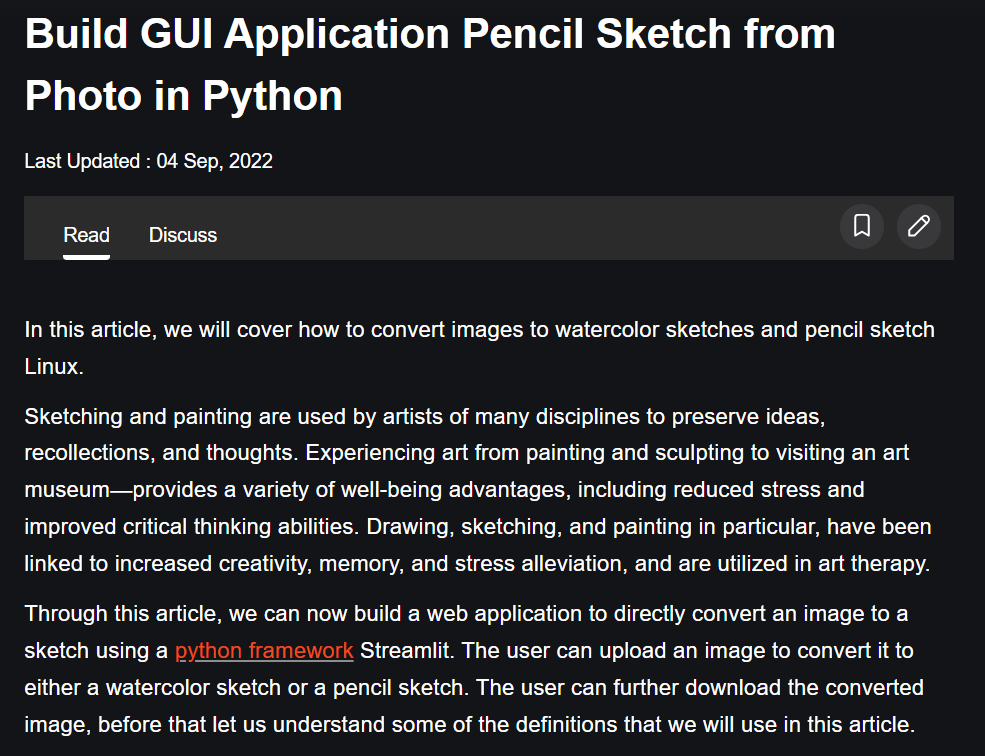 Build GUI Application Pencil Sketch from
Photo in Python
Last Updated : 04 Sep, 2022
Read Discuss
In this article, we will cover how to convert images to watercolor sketches and pencil sketch
Linux.
Sketching and painting are used by artists of many disciplines to preserve ideas,
recollections, and thoughts. Experiencing art from painting and sculpting to visiting an art
museum—provides a variety of well-being advantages, including reduced stress and
improved critical thinking abilities. Drawing, sketching, and painting in particular, have been
linked to increased creativity, memory, and stress alleviation, and are utilized in art therapy.
Through this article, we can now build a web application to directly convert an image to a
sketch using a python framework Streamlit. The user can upload an image to convert it to
either a watercolor sketch or a pencil sketch. The user can further download the converted
image, before that let us understand some of the definitions that we will use in this article.